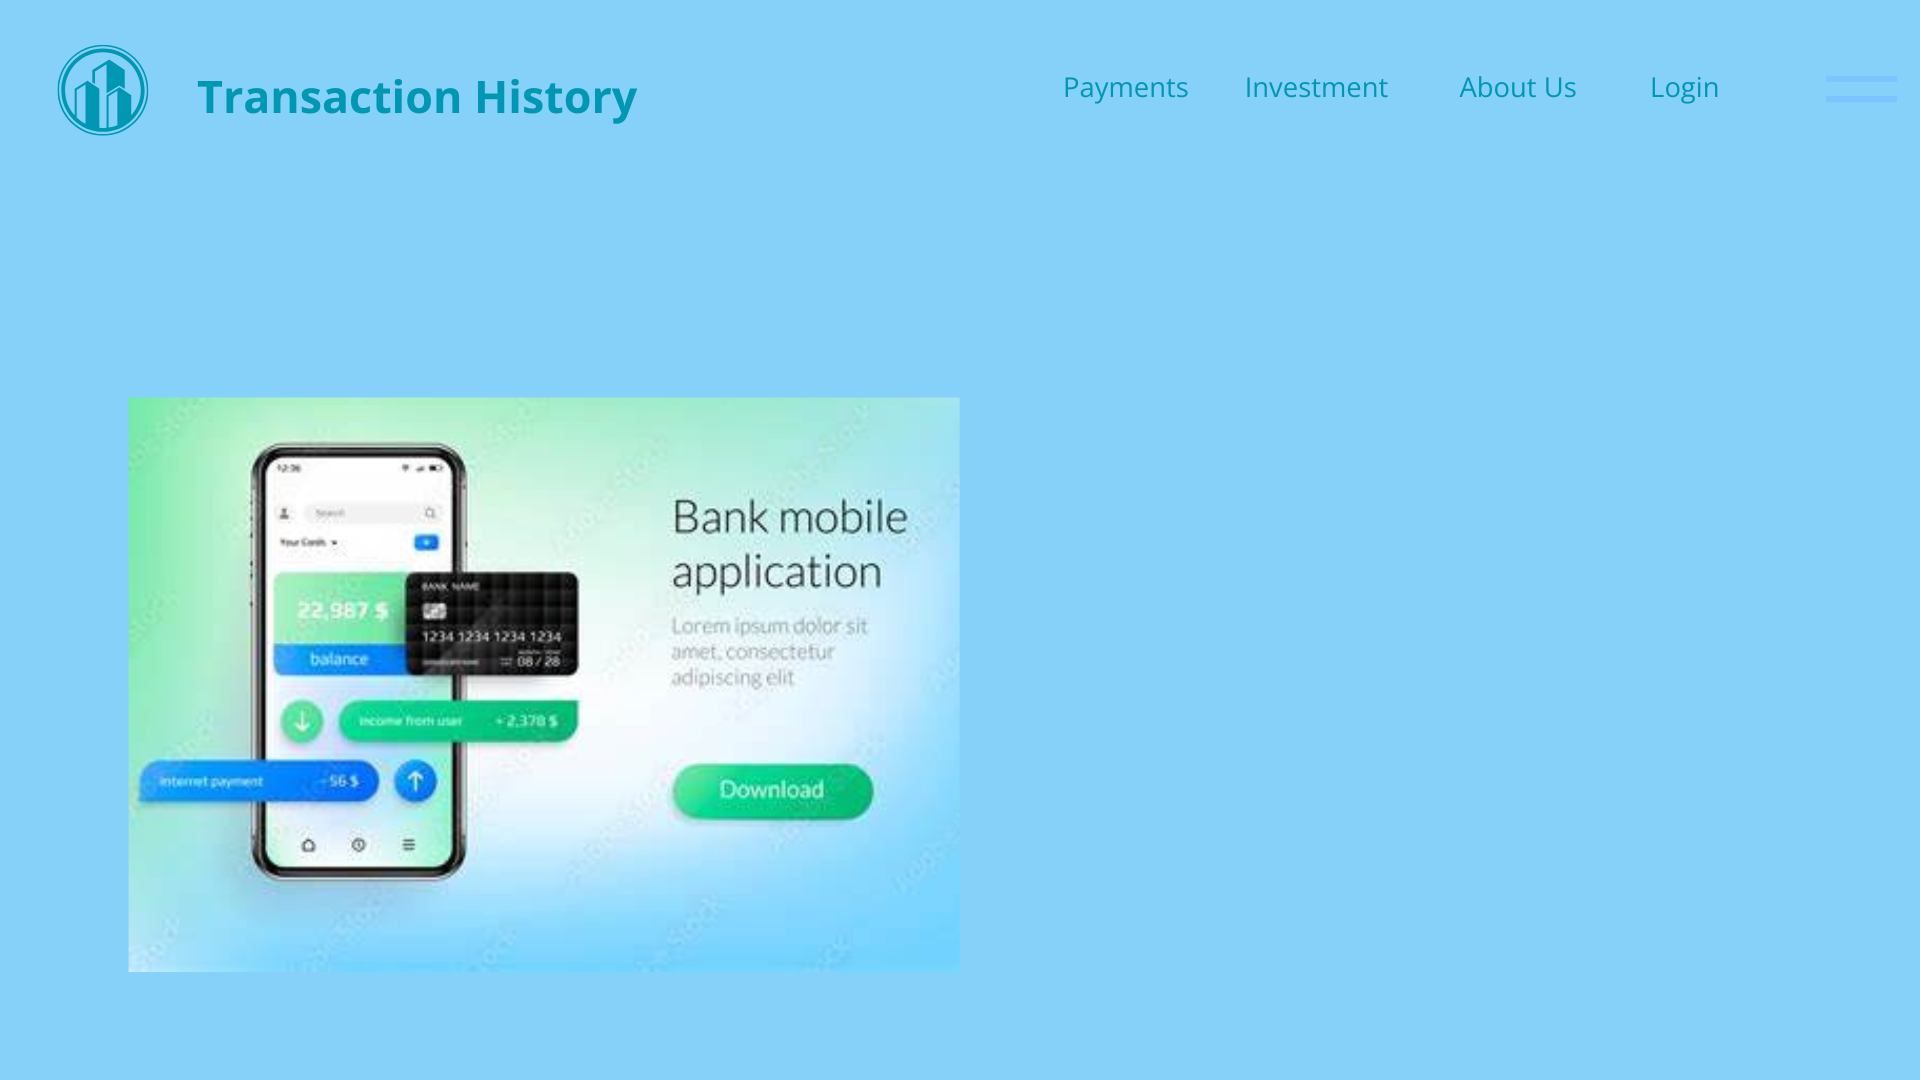 Transaction History
Payments
Investment
About Us
Login
12:36
Search
Your Cards
22,987 $
balance
BANK NAME
1234 1234 1234 1234
08 / 28
Income from user + 2,378 $
Internet payment - 56 $
Bank mobile
application
Lorem ipsum dolor sit
amet, consectetur
adipiscing elit
Download